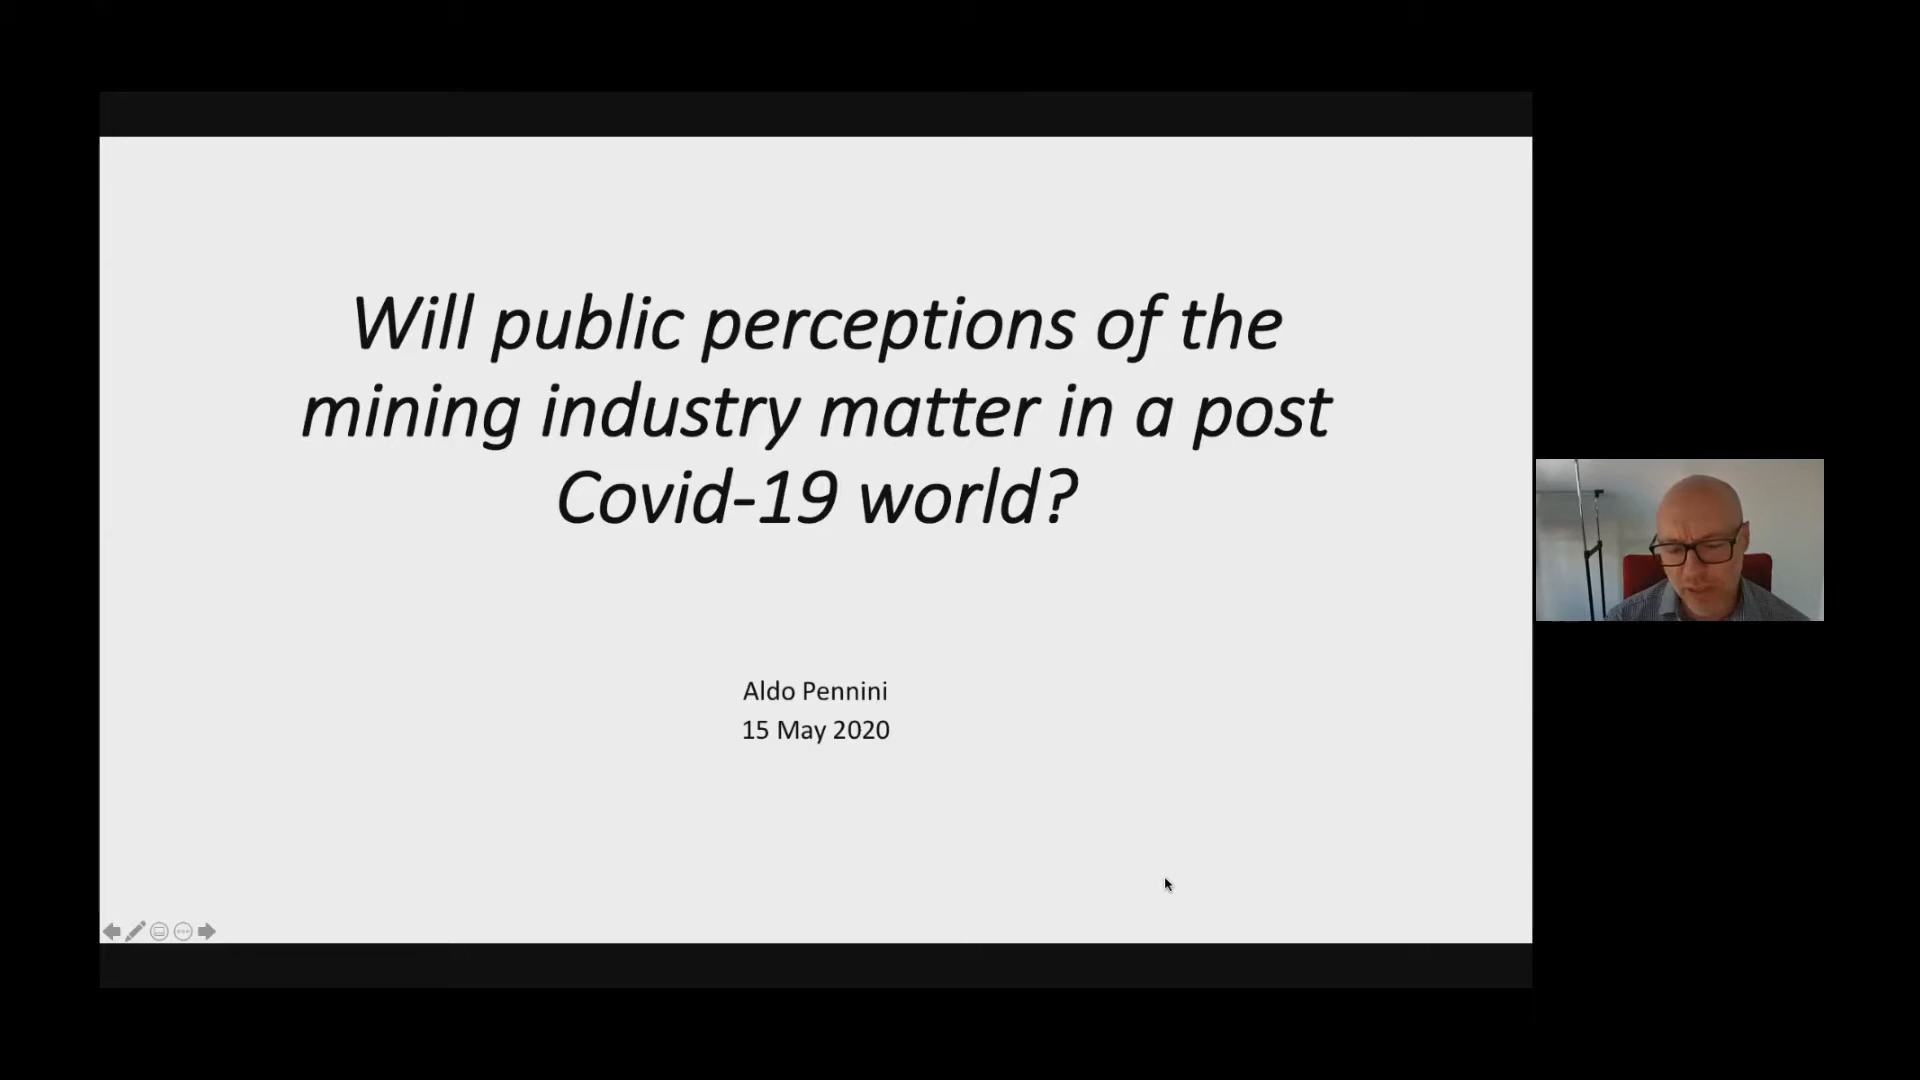 Will public perceptions of the
mining industry matter in a post
Covid-19 world?
Aldo Pennini
15 May 2020